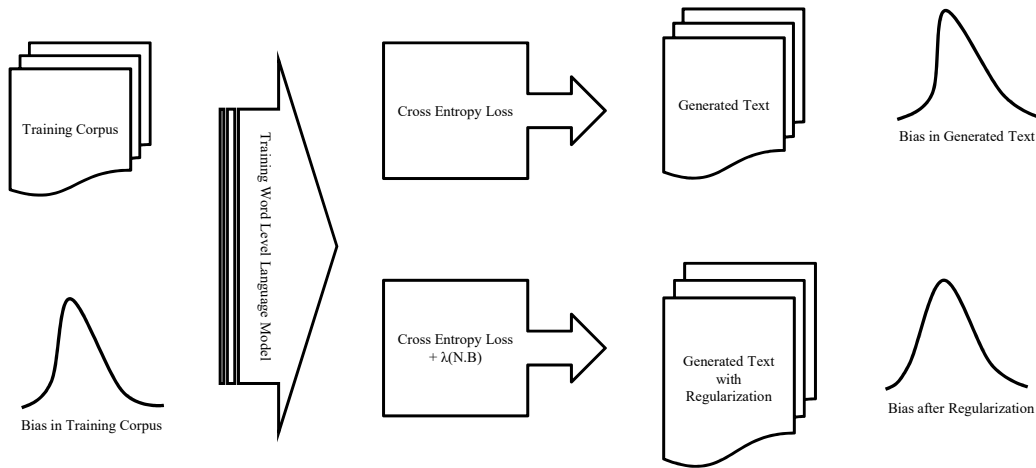 Training Corpus
Bias in Training Corpus
Training Word Level Language Model
Cross Entropy Loss
Generated Text
Bias in Generated Text
Cross Entropy Loss
+ λ(N.B)
Generated Text
with
Regularization
Bias after Regularization